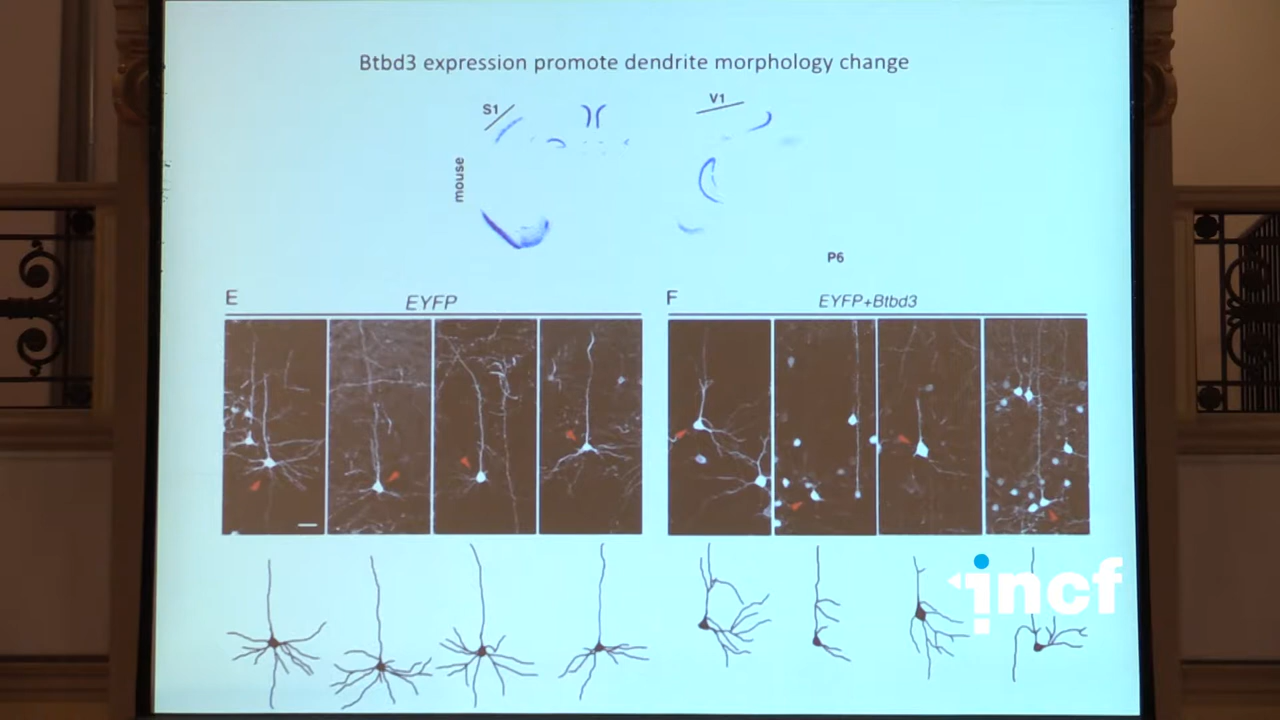 Btbd3 expression promote dendrite morphology change
S1
V1
mouse
P6
E
EYFP
F
EYFP+Btbd3
incf